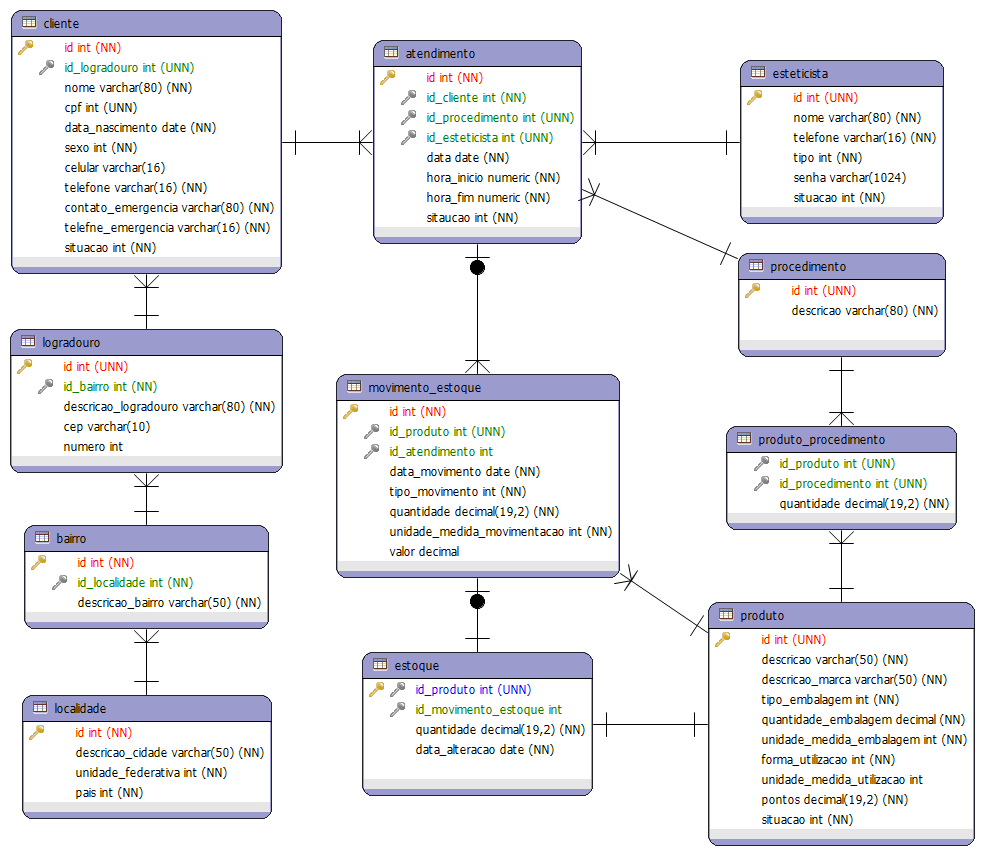 cliente
id int (NN)
id_logradouro int (UNN)
nome varchar(80) (NN)
cpf int (UNN)
data_nascimento date (NN)
sexo int (NN)
celular varchar(16)
telefone varchar(16) (NN)
contato_emergencia varchar(80) (NN)
telefne_emergencia varchar(16) (NN)
situacao int (NN)
atendimento
id int (NN)
id_cliente int (NN)
id_procedimento int (UNN)
id_esteticista int (UNN)
data date (NN)
hora_inicio numeric (NN)
hora_fim numeric (NN)
sitaucao int (NN)
esteticista
id int (UNN)
nome varchar(80) (NN)
telefone varchar(16) (NN)
tipo int (NN)
senha varchar(1024)
situacao int (NN)
procedimento
id int (UNN)
descricao varchar(80) (NN)
logradouro
id int (UNN)
id_bairro int (NN)
descricao_logradouro varchar(80) (NN)
cep varchar(10)
numero int
movimento_estoque
id int (NN)
id_produto int (UNN)
id_atendimento int
data_movimento date (NN)
tipo_movimento int (NN)
quantidade decimal(19,2) (NN)
unidade_medida_movimentacao int (NN)
valor decimal
produto_procedimento
id_produto int (UNN)
id_procedimento int (UNN)
quantidade decimal(19,2) (NN)
bairro
id int (NN)
id_localidade int (NN)
descricao_bairro varchar(50) (NN)
produto
id int (UNN)
descricao varchar(50) (NN)
descricao_marca varchar(50) (NN)
tipo_embalagem int (NN)
quantidade_embalagem decimal (NN)
unidade_medida_embalagem int (NN)
forma_utilizacao int (NN)
unidade_medida_utilizacao int
pontos decimal(19,2) (NN)
situacao int (NN)
estoque
id_produto int (UNN)
id_movimento_estoque int
quantidade decimal(19,2) (NN)
data_alteracao date (NN)
localidade
id int (NN)
descricao_cidade varchar(50) (NN)
unidade_federativa int (NN)
pais int (NN)